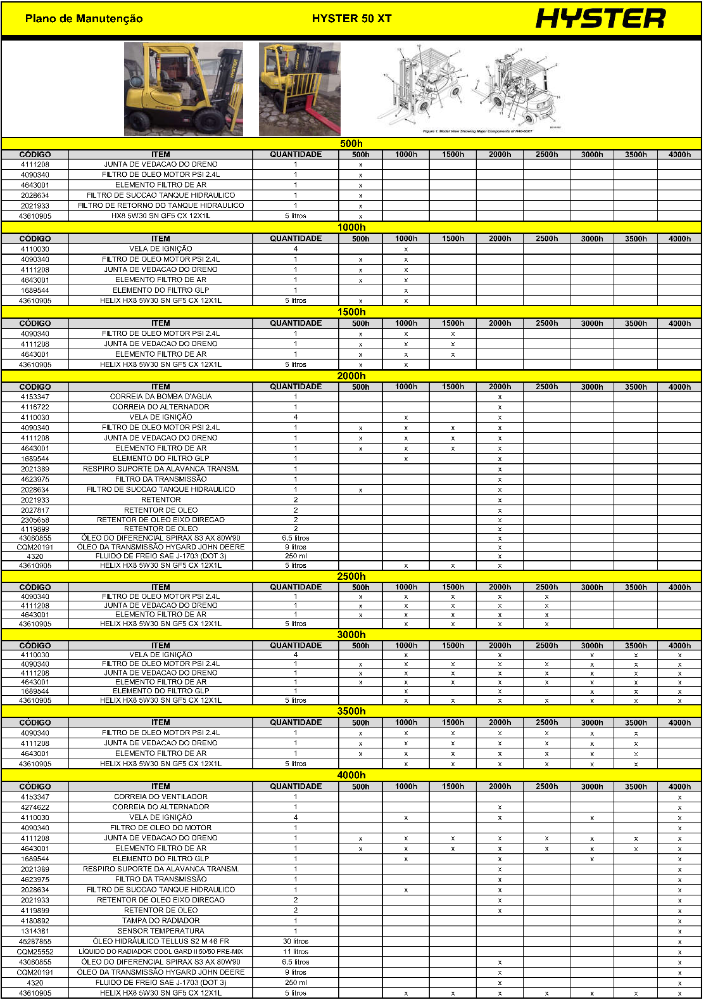 Plano de Manutenção HYSTER 50 XT HYSTER
Figure 1. Model View Showing Major Components of H40-60XT
500h
CÓDIGO ITEM QUANTIDADE 500h 1000h 1500h 2000h 2500h 3000h 3500h 4000h
4111208 JUNTA DE VEDACAO DO DRENO 1 x
4090340 FILTRO DE OLEO MOTOR PSI 2.4L 1 x
4643001 ELEMENTO FILTRO DE AR 1 x
2028634 FILTRO DE SUCCAO TANQUE HIDRAULICO 1 x
2021933 FILTRO DE RETORNO DO TANQUE HIDRAULICO 1 x
43610905 HX8 5W30 SN GF5 CX 12X1L 5 litros x
1000h
CÓDIGO ITEM QUANTIDADE 500h 1000h 1500h 2000h 2500h 3000h 3500h 4000h
4110030 VELA DE IGNIÇÃO 4 x
4090340 FILTRO DE OLEO MOTOR PSI 2.4L 1 x x
4111208 JUNTA DE VEDACAO DO DRENO 1 x x
4643001 ELEMENTO FILTRO DE AR 1 x x
1689544 ELEMENTO DO FILTRO GLP 1 x
43610905 HELIX HX8 5W30 SN GF5 CX 12X1L 5 litros x x
1500h
CÓDIGO ITEM QUANTIDADE 500h 1000h 1500h 2000h 2500h 3000h 3500h 4000h
4090340 FILTRO DE OLEO MOTOR PSI 2.4L 1 x x x
4111208 JUNTA DE VEDACAO DO DRENO 1 x x x
4643001 ELEMENTO FILTRO DE AR 1 x x x
43610905 HELIX HX8 5W30 SN GF5 CX 12X1L 5 litros x x
2000h
CÓDIGO ITEM QUANTIDADE 500h 1000h 1500h 2000h 2500h 3000h 3500h 4000h
4153347 CORREIA DA BOMBA D'AGUA 1 x
4116722 CORREIA DO ALTERNADOR 1 x
4110030 VELA DE IGNIÇÃO 4 x x
4090340 FILTRO DE OLEO MOTOR PSI 2.4L 1 x x x x
4111208 JUNTA DE VEDACAO DO DRENO 1 x x x x
4643001 ELEMENTO FILTRO DE AR 1 x x x x
1689544 ELEMENTO DO FILTRO GLP 1 x x
2021389 RESPIRO SUPORTE DA ALAVANCA TRANSM. 1 x
4623975 FILTRO DA TRANSMISSÃO 1 x
2028634 FILTRO DE SUCCAO TANQUE HIDRAULICO 1 x x
2021933 RETENTOR 2 x
2027817 RETENTOR DE OLEO 2 x
2305658 RETENTOR DE OLEO EIXO DIRECAO 2 x
4119899 RETENTOR DE OLEO 2 x
43060855 ÓLEO DO DIFERENCIAL SPIRAX S3 AX 80W90 6,5 litros x
CQM20191 ÓLEO DA TRANSMISSÃO HYGARD JOHN DEERE 9 litros x
4320 FLUIDO DE FREIO SAE J-1703 (DOT 3) 250 ml x
43610905 HELIX HX8 5W30 SN GF5 CX 12X1L 5 litros x x x
2500h
CÓDIGO ITEM QUANTIDADE 500h 1000h 1500h 2000h 2500h 3000h 3500h 4000h
4090340 FILTRO DE OLEO MOTOR PSI 2.4L 1 x x x x x
4111208 JUNTA DE VEDACAO DO DRENO 1 x x x x x
4643001 ELEMENTO FILTRO DE AR 1 x x x x x
43610905 HELIX HX8 5W30 SN GF5 CX 12X1L 5 litros x x x x
3000h
CÓDIGO ITEM QUANTIDADE 500h 1000h 1500h 2000h 2500h 3000h 3500h 4000h
4110030 VELA DE IGNIÇÃO 4 x x x x x
4090340 FILTRO DE OLEO MOTOR PSI 2.4L 1 x x x x x x x x
4111208 JUNTA DE VEDACAO DO DRENO 1 x x x x x x x x
4643001 ELEMENTO FILTRO DE AR 1 x x x x x x x x
1689544 ELEMENTO DO FILTRO GLP 1 x x x x x
43610905 HELIX HX8 5W30 SN GF5 CX 12X1L 5 litros x x x x x x x
3500h
CÓDIGO ITEM QUANTIDADE 500h 1000h 1500h 2000h 2500h 3000h 3500h 4000h
4090340 FILTRO DE OLEO MOTOR PSI 2.4L 1 x x x x x x x
4111208 JUNTA DE VEDACAO DO DRENO 1 x x x x x x x
4643001 ELEMENTO FILTRO DE AR 1 x x x x x x x
43610905 HELIX HX8 5W30 SN GF5 CX 12X1L 5 litros x x x x x x
4000h
CÓDIGO ITEM QUANTIDADE 500h 1000h 1500h 2000h 2500h 3000h 3500h 4000h
4153347 CORREIA DO VENTILADOR 1 x
4274622 CORREIA DO ALTERNADOR 1 x x
4110030 VELA DE IGNIÇÃO 4 x x x x
4090340 FILTRO DE OLEO DO MOTOR 1 x
4111208 JUNTA DE VEDACAO DO DRENO 1 x x x x x x x x
4643001 ELEMENTO FILTRO DE AR 1 x x x x x x x x
1689544 ELEMENTO DO FILTRO GLP 1 x x x x
2021389 RESPIRO SUPORTE DA ALAVANCA TRANSM. 1 x x
4623975 FILTRO DA TRANSMISSÃO 1 x x
2028634 FILTRO DE SUCCAO TANQUE HIDRAULICO 1 x x x
2021933 RETENTOR DE OLEO EIXO DIRECAO 2 x x
4119899 RETENTOR DE OLEO 2 x x
4180892 TAMPA DO RADIADOR 1 x
1314361 SENSOR TEMPERATURA 1 x
45287855 ÓLEO HIDRÁULICO TELLUS S2 M 46 FR 30 litros x
CQM25552 LÍQUIDO DO RADIADOR COOL GARD II 50/50 PRE-MIX 11 litros x
43060855 ÓLEO DO DIFERENCIAL SPIRAX S3 AX 80W90 6,5 litros x x
CQM20191 ÓLEO DA TRANSMISSÃO HYGARD JOHN DEERE 9 litros x x
4320 FLUIDO DE FREIO SAE J-1703 (DOT 3) 250 ml x x
43610905 HELIX HX8 5W30 SN GF5 CX 12X1L 5 litros x x x x x x x